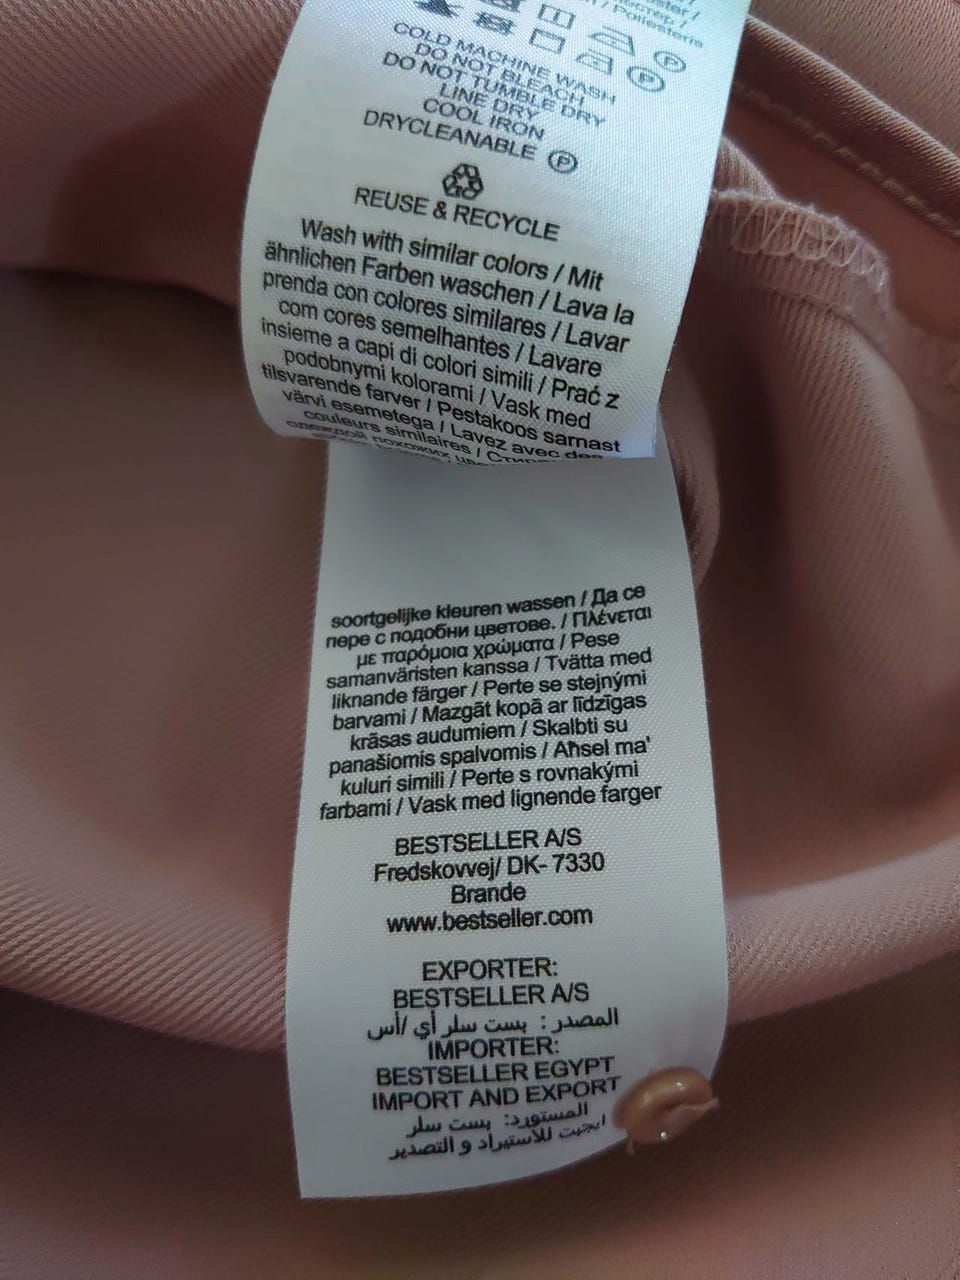 / Poliesteris
COLD MACHINE WASH
DO NOT BLEACH
DO NOT TUMBLE DRY
LINE DRY
COOL IRON
DRYCLEANABLE Ⓟ
REUSE & RECYCLE
Wash with similar colors / Mit
ähnlichen Farben waschen / Lava la
prenda con colores similares / Lavar
com cores semelhantes / Lavare
insieme a capi di colori simili / Prać z
podobnymi kolorami / Vask med
tilsvarende farver / Pestakoos sarnast
värvi esemetega / Lavez avec des
couleurs similaires /
одеждой похожих
soortgelijke kleuren wassen / Да се
пере с подобни цветове. / Πλένεται
με παρόμοια χρώματα / Pese
samanväristen kanssa / Tvätta med
liknande färger / Perte se stejnými
barvami / Mazgāt kopā ar līdzīgas
krāsas audumiem / Skalbti su
panašiomis spalvomis / Aħsel ma'
kuluri simili / Perte s rovnakými
farbami / Vask med lignende farger
BESTSELLER A/S
Fredskovvej/ DK- 7330
Brande
www.bestseller.com
EXPORTER:
BESTSELLER A/S
المصدر: بست سلر أي /أس
IMPORTER:
BESTSELLER EGYPT
IMPORT AND EXPORT
المستورد: بست سلر
ايجيبت للاستيراد و التصدير